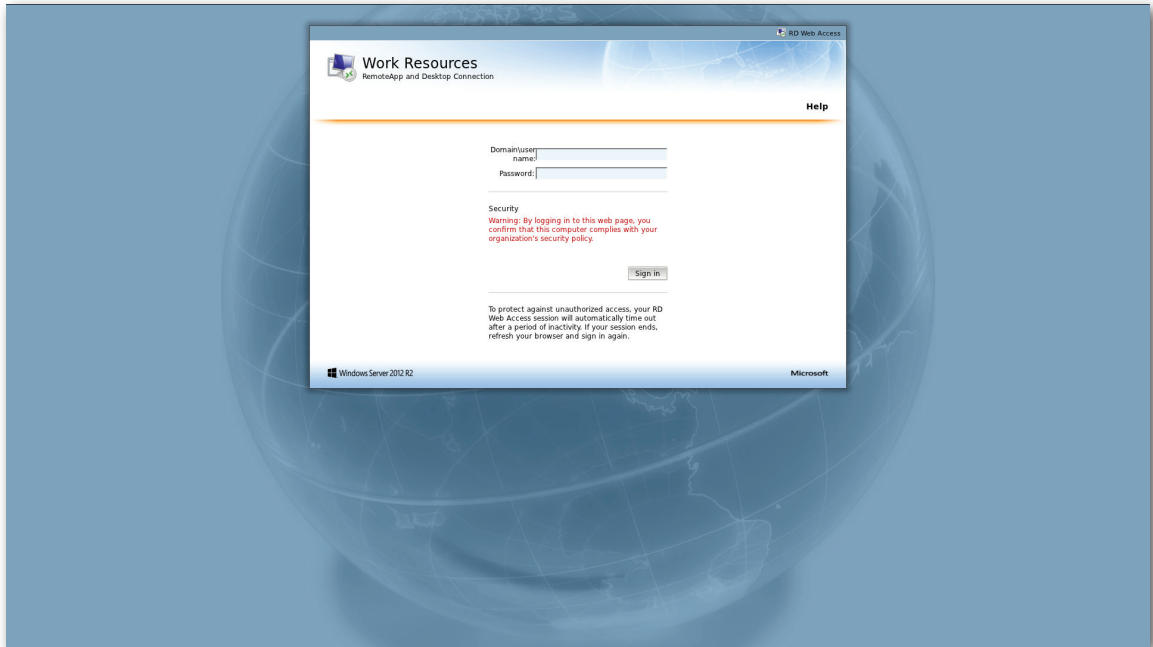 RD Web Access
Work Resources
RemoteApp and Desktop Connection
Help
Domain\user
name:
Password:
Security
Warning: By logging in to this web page, you
confirm that this computer complies with your
organization's security policy.
Sign in
To protect against unauthorized access, your RD
Web Access session will automatically time out
after a period of inactivity. If your session ends,
refresh your browser and sign in again.
Windows Server 2012 R2
Microsoft